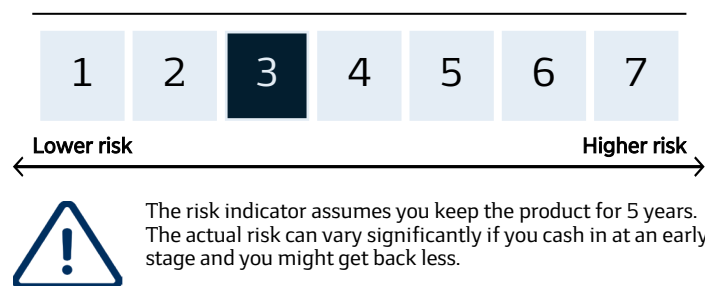 1 2 3 4 5 6 7
Lower risk Higher risk
The risk indicator assumes you keep the product for 5 years.
The actual risk can vary significantly if you cash in at an early
stage and you might get back less.